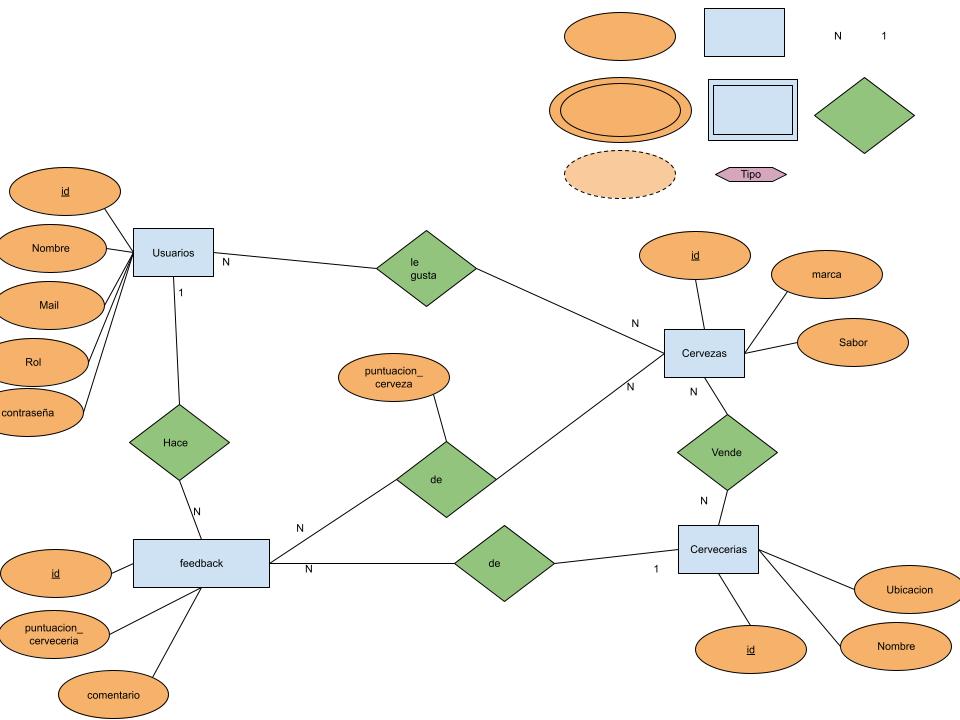 N 1
Tipo
id
Nombre
Mail
Rol
contraseña
Usuarios
N
1
le
gusta
N
id
marca
Sabor
Cervezas
N
N
puntuacion_
cerveza
Hace
de
Vende
N
N
N
feedback
N
de
1
Cervecerias
id
puntuacion_
cerveceria
comentario
id
Ubicacion
Nombre